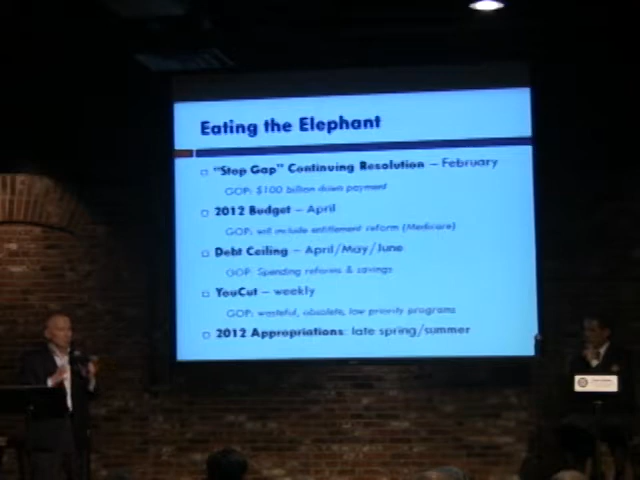 Eating the Elephant
"Stop Gap" Continuing Resolution – February
GOP: $100 billion down payment
2012 Budget – April
GOP: will include entitlement reform (Medicare)
Debt Ceiling – April/May/June
GOP: Spending reforms & savings
YouCut – weekly
GOP: wasteful, obsolete, low priority programs
2012 Appropriations: late spring/summer